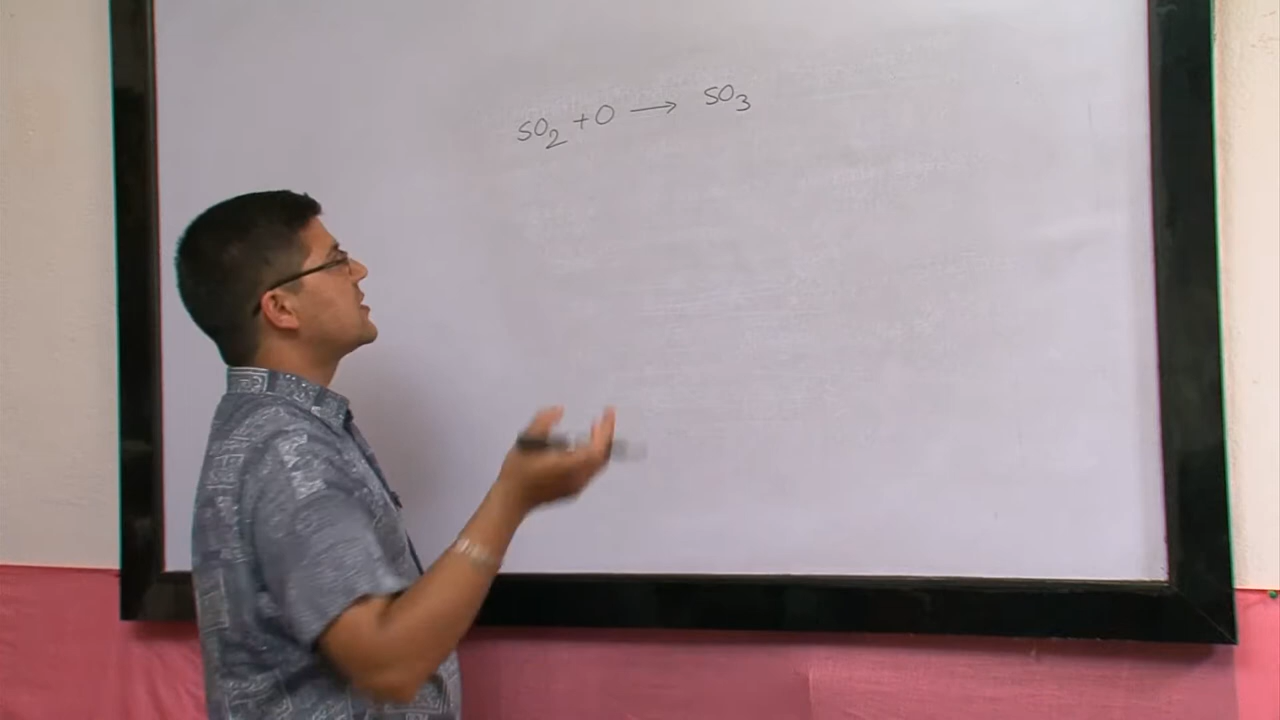 SO₂ + O → SO₃